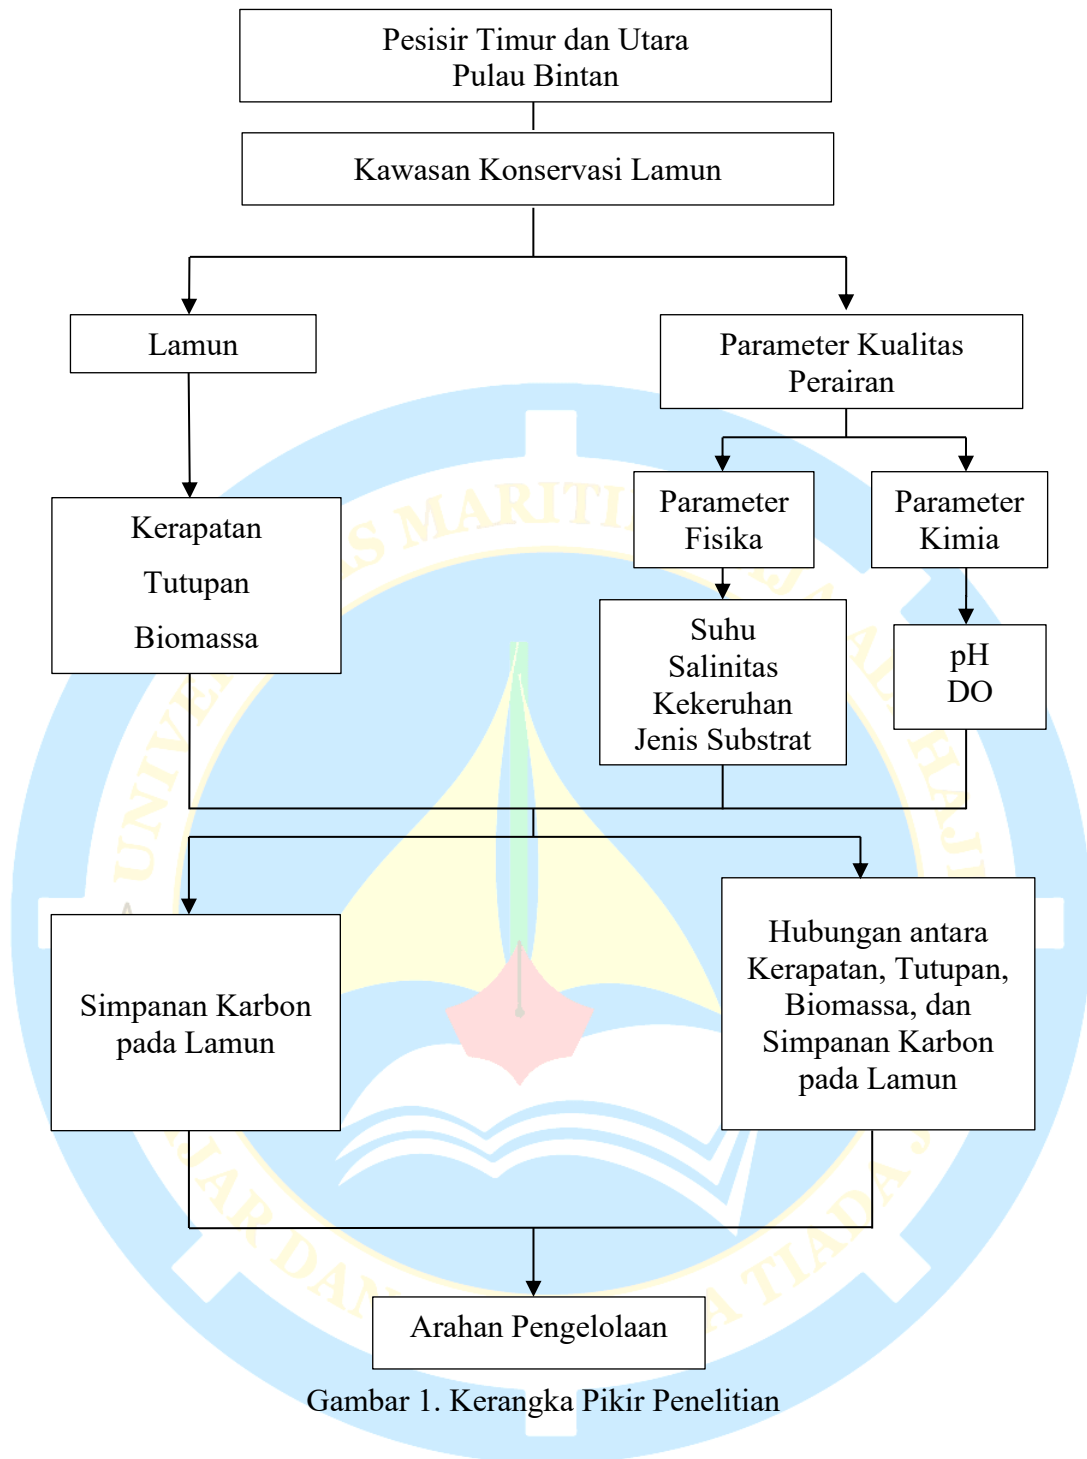 Pesisir Timur dan Utara
Pulau Bintan
Kawasan Konservasi Lamun
Lamun
Parameter Kualitas
Perairan
Kerapatan
Tutupan
Biomassa
Parameter
Fisika
Parameter
Kimia
Suhu
Salinitas
Kekeruhan
Jenis Substrat
pH
DO
Simpanan Karbon
pada Lamun
Hubungan antara
Kerapatan, Tutupan,
Biomassa, dan
Simpanan Karbon
pada Lamun
Arahan Pengelolaan
Gambar 1. Kerangka Pikir Penelitian